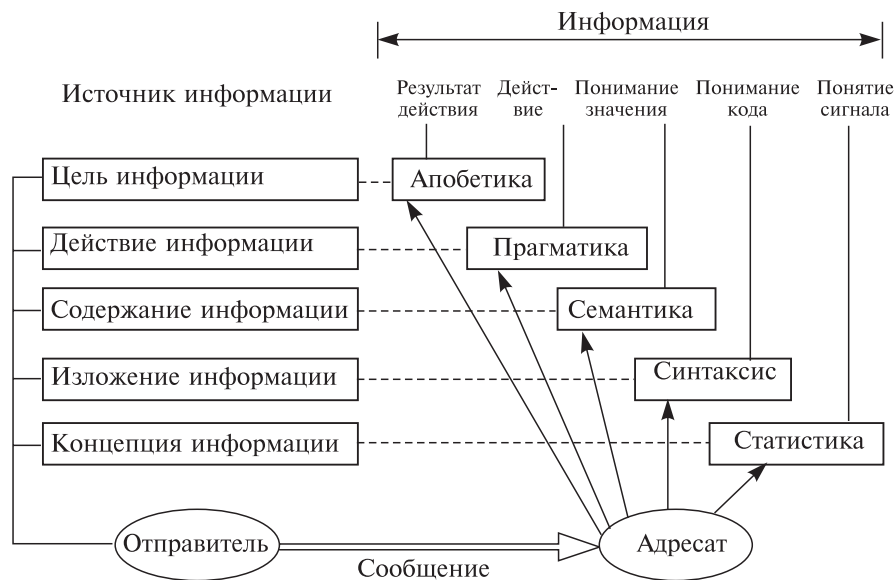 Информация
Источник информации
Результат
действия
Дейст-
вие
Понимание
значения
Понимание
кода
Понятие
сигнала
Цель информации
Апобетика
Действие информации
Прагматика
Содержание информации
Семантика
Изложение информации
Синтаксис
Концепция информации
Статистика
Отправитель
Сообщение
Адресат